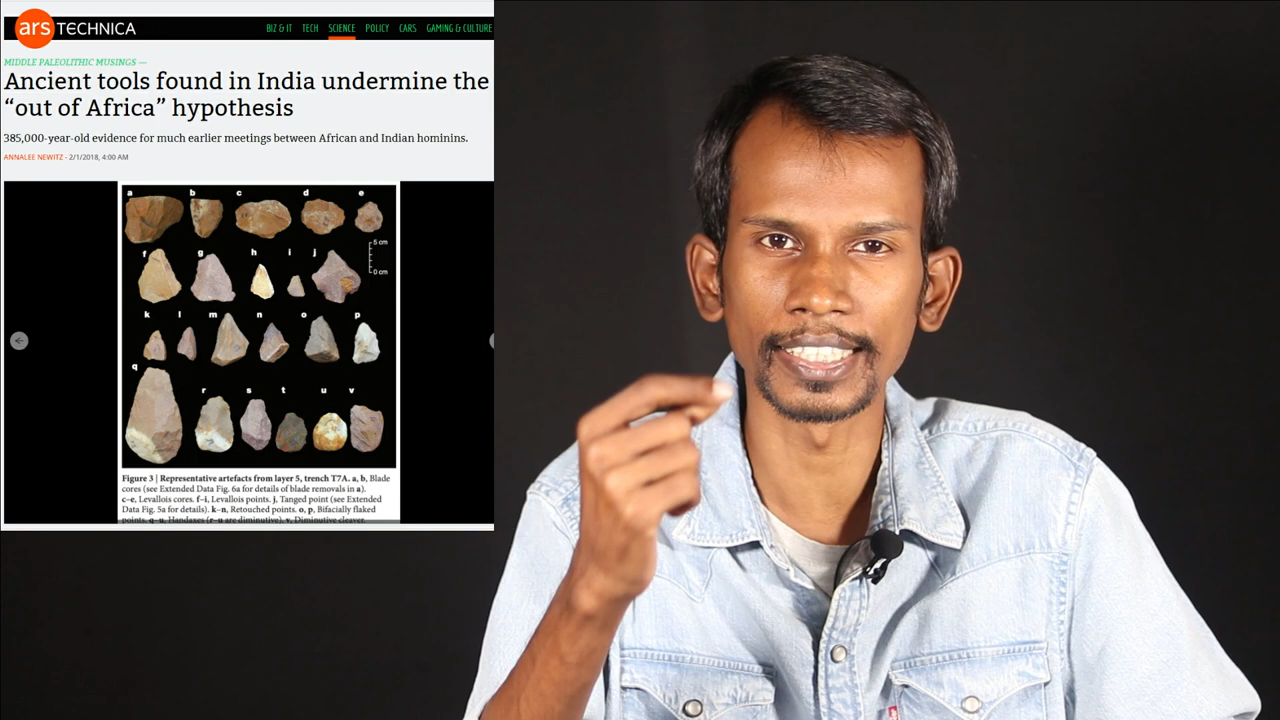 ars TECHNICA
BIZ & IT TECH SCIENCE POLICY CARS GAMING & CULTURE
MIDDLE PALEOLITHIC MUSINGS —
Ancient tools found in India undermine the
“out of Africa” hypothesis
385,000-year-old evidence for much earlier meetings between African and Indian hominins.
ANNALEE NEWITZ - 2/1/2018, 4:00 AM
a b c d e
5 cm
0 cm
f g h i j
k l m n o p
q
r s t u v
Figure 3 | Representative artefacts from layer 5, trench T7A. a, b, Blade
cores (see Extended Data Fig. 6a for details of blade removals in a).
c–e, Levallois cores. f–i, Levallois points. j, Tanged point (see Extended
Data Fig. 5a for details). k–n, Retouched points. o, p, Bifacially flaked
points. q–u, Handaxes (r–u are diminutive). v, Diminutive cleaver.